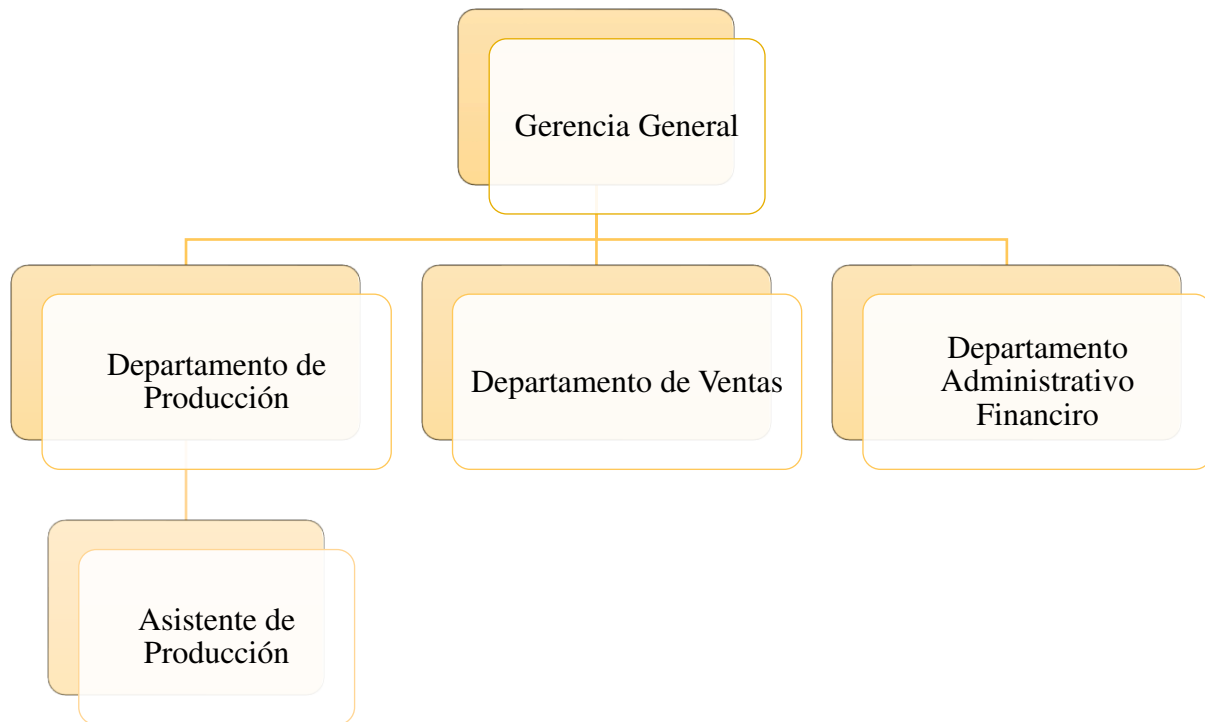 Gerencia General
Departamento de
Producción
Departamento de Ventas
Departamento
Administrativo
Financiro
Asistente de
Producción